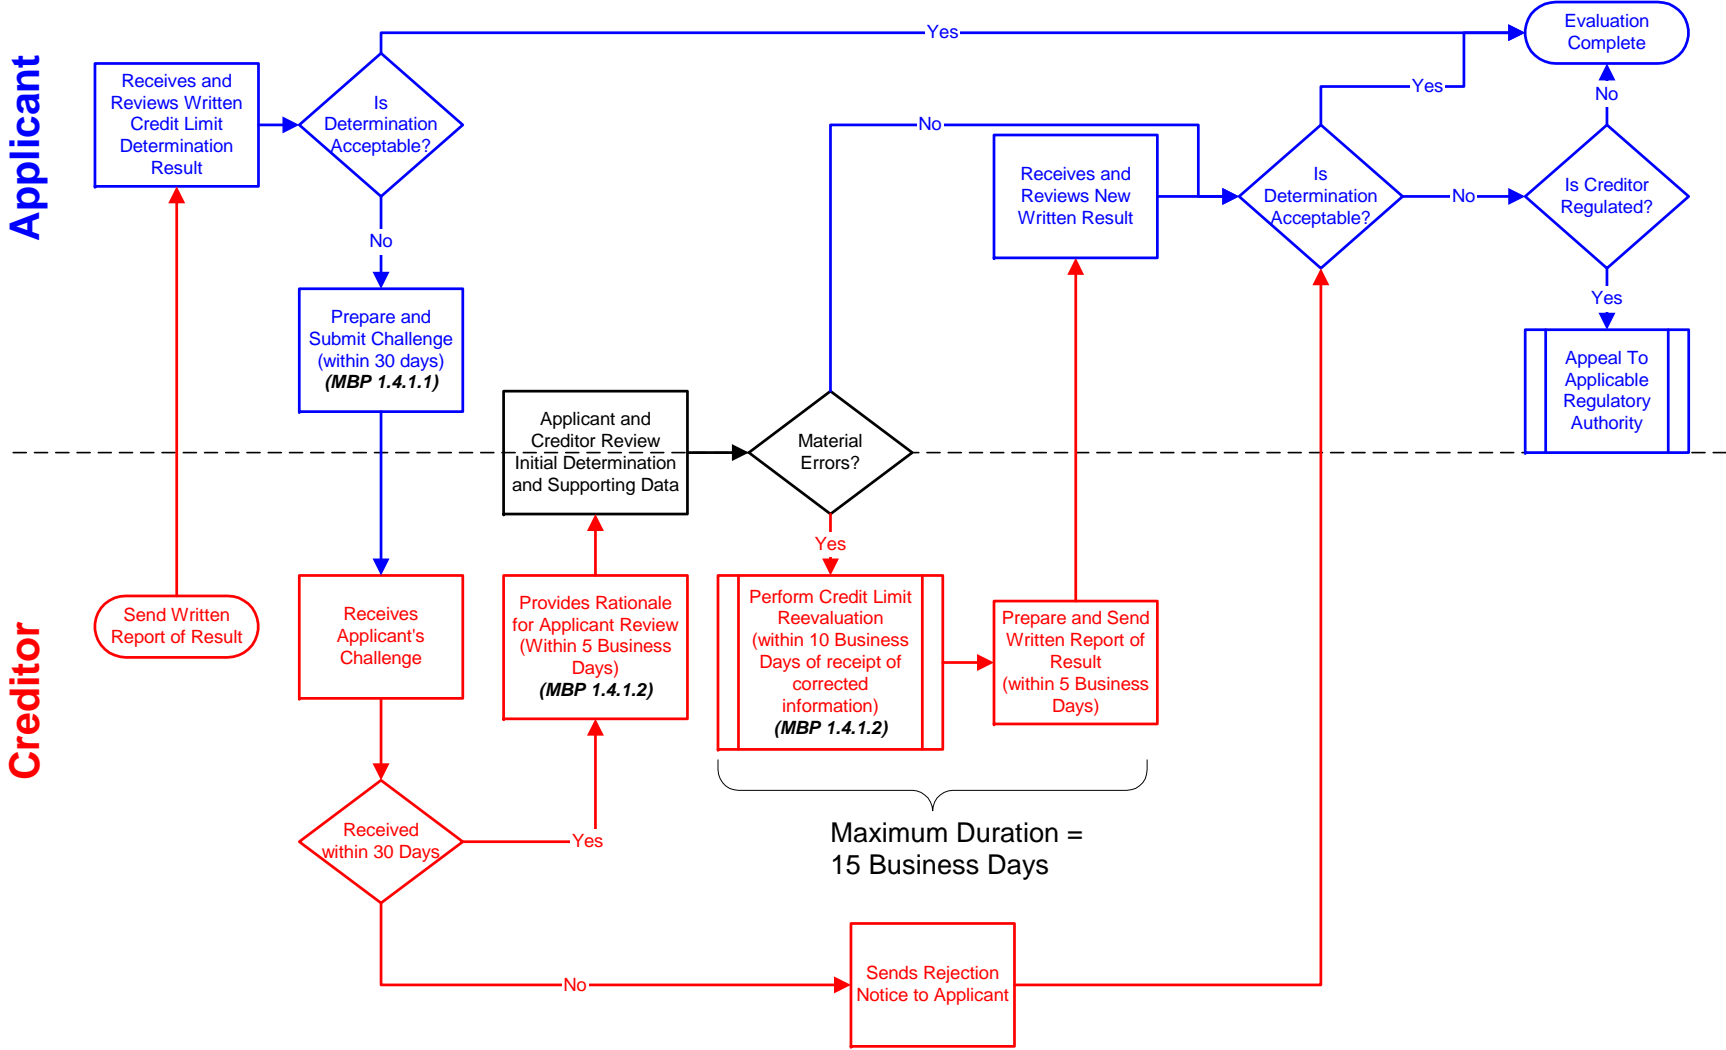 Applicant
Receives and
Reviews Written
Credit Limit
Determination
Result
Is
Determination
Acceptable?
Yes
Evaluation
Complete
No
Prepare and
Submit Challenge
(within 30 days)
(MBP 1.4.1.1)
Applicant and
Creditor Review
Initial Determination
and Supporting Data
Material
Errors?
No
Receives and
Reviews New
Written Result
Is
Determination
Acceptable?
Yes
No
Is Creditor
Regulated?
No
Yes
Appeal To
Applicable
Regulatory
Authority
Creditor
Send Written
Report of Result
Receives
Applicant's
Challenge
Provides Rationale
for Applicant Review
(Within 5 Business
Days)
(MBP 1.4.1.2)
Yes
Perform Credit Limit
Reevaluation
(within 10 Business
Days of receipt of
corrected
information)
(MBP 1.4.1.2)
Prepare and Send
Written Report of
Result
(within 5 Business
Days)
Received
within 30 Days
Yes
Maximum Duration =
15 Business Days
No
Sends Rejection
Notice to Applicant